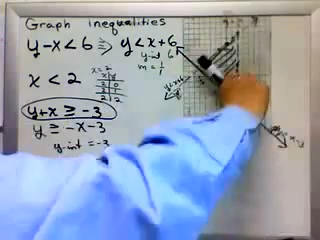 Graph Inequalities
y-x<6 ⇒ y<x+6
y-int 6
m = 1/1
x < 2
x=2
x|y
2|0
2|1
2|2
y+x ≥ -3
y ≥ -x-3
y-int = -3